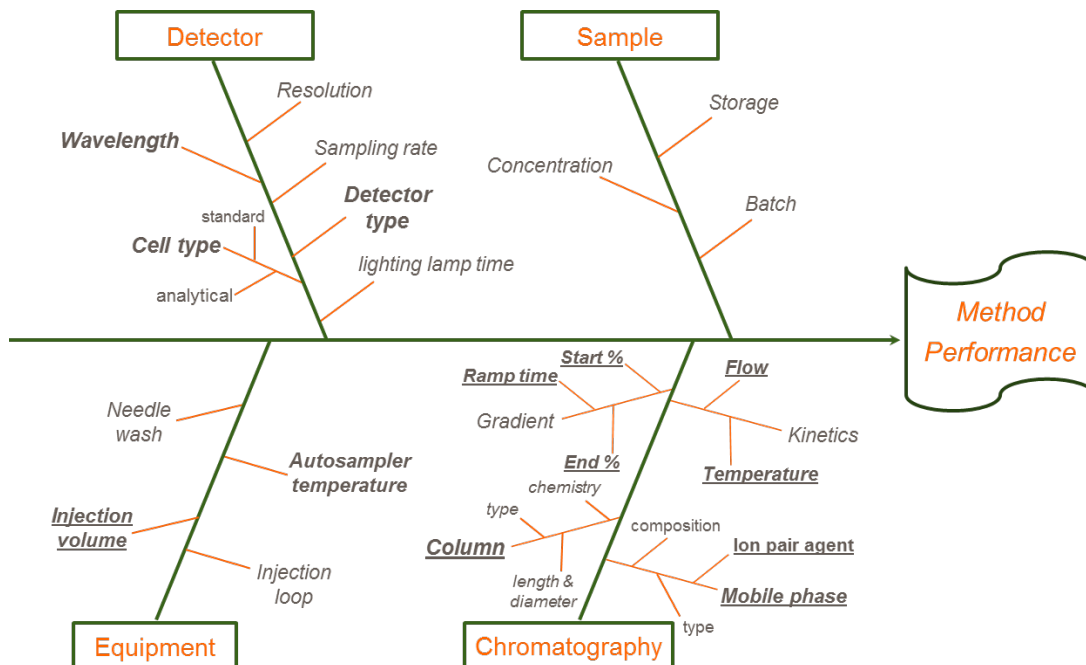 Detector
Sample
Resolution
Wavelength
Sampling rate
Detector
type
standard
Cell type
analytical
lighting lamp time
Storage
Concentration
Batch
Method
Performance
Needle
wash
Autosampler
temperature
Injection
volume
Injection
loop
Start %
Ramp time
Gradient
End %
Flow
Kinetics
Temperature
chemistry
type
Column
length &
diameter
composition
Ion pair agent
Mobile phase
type
Equipment
Chromatography